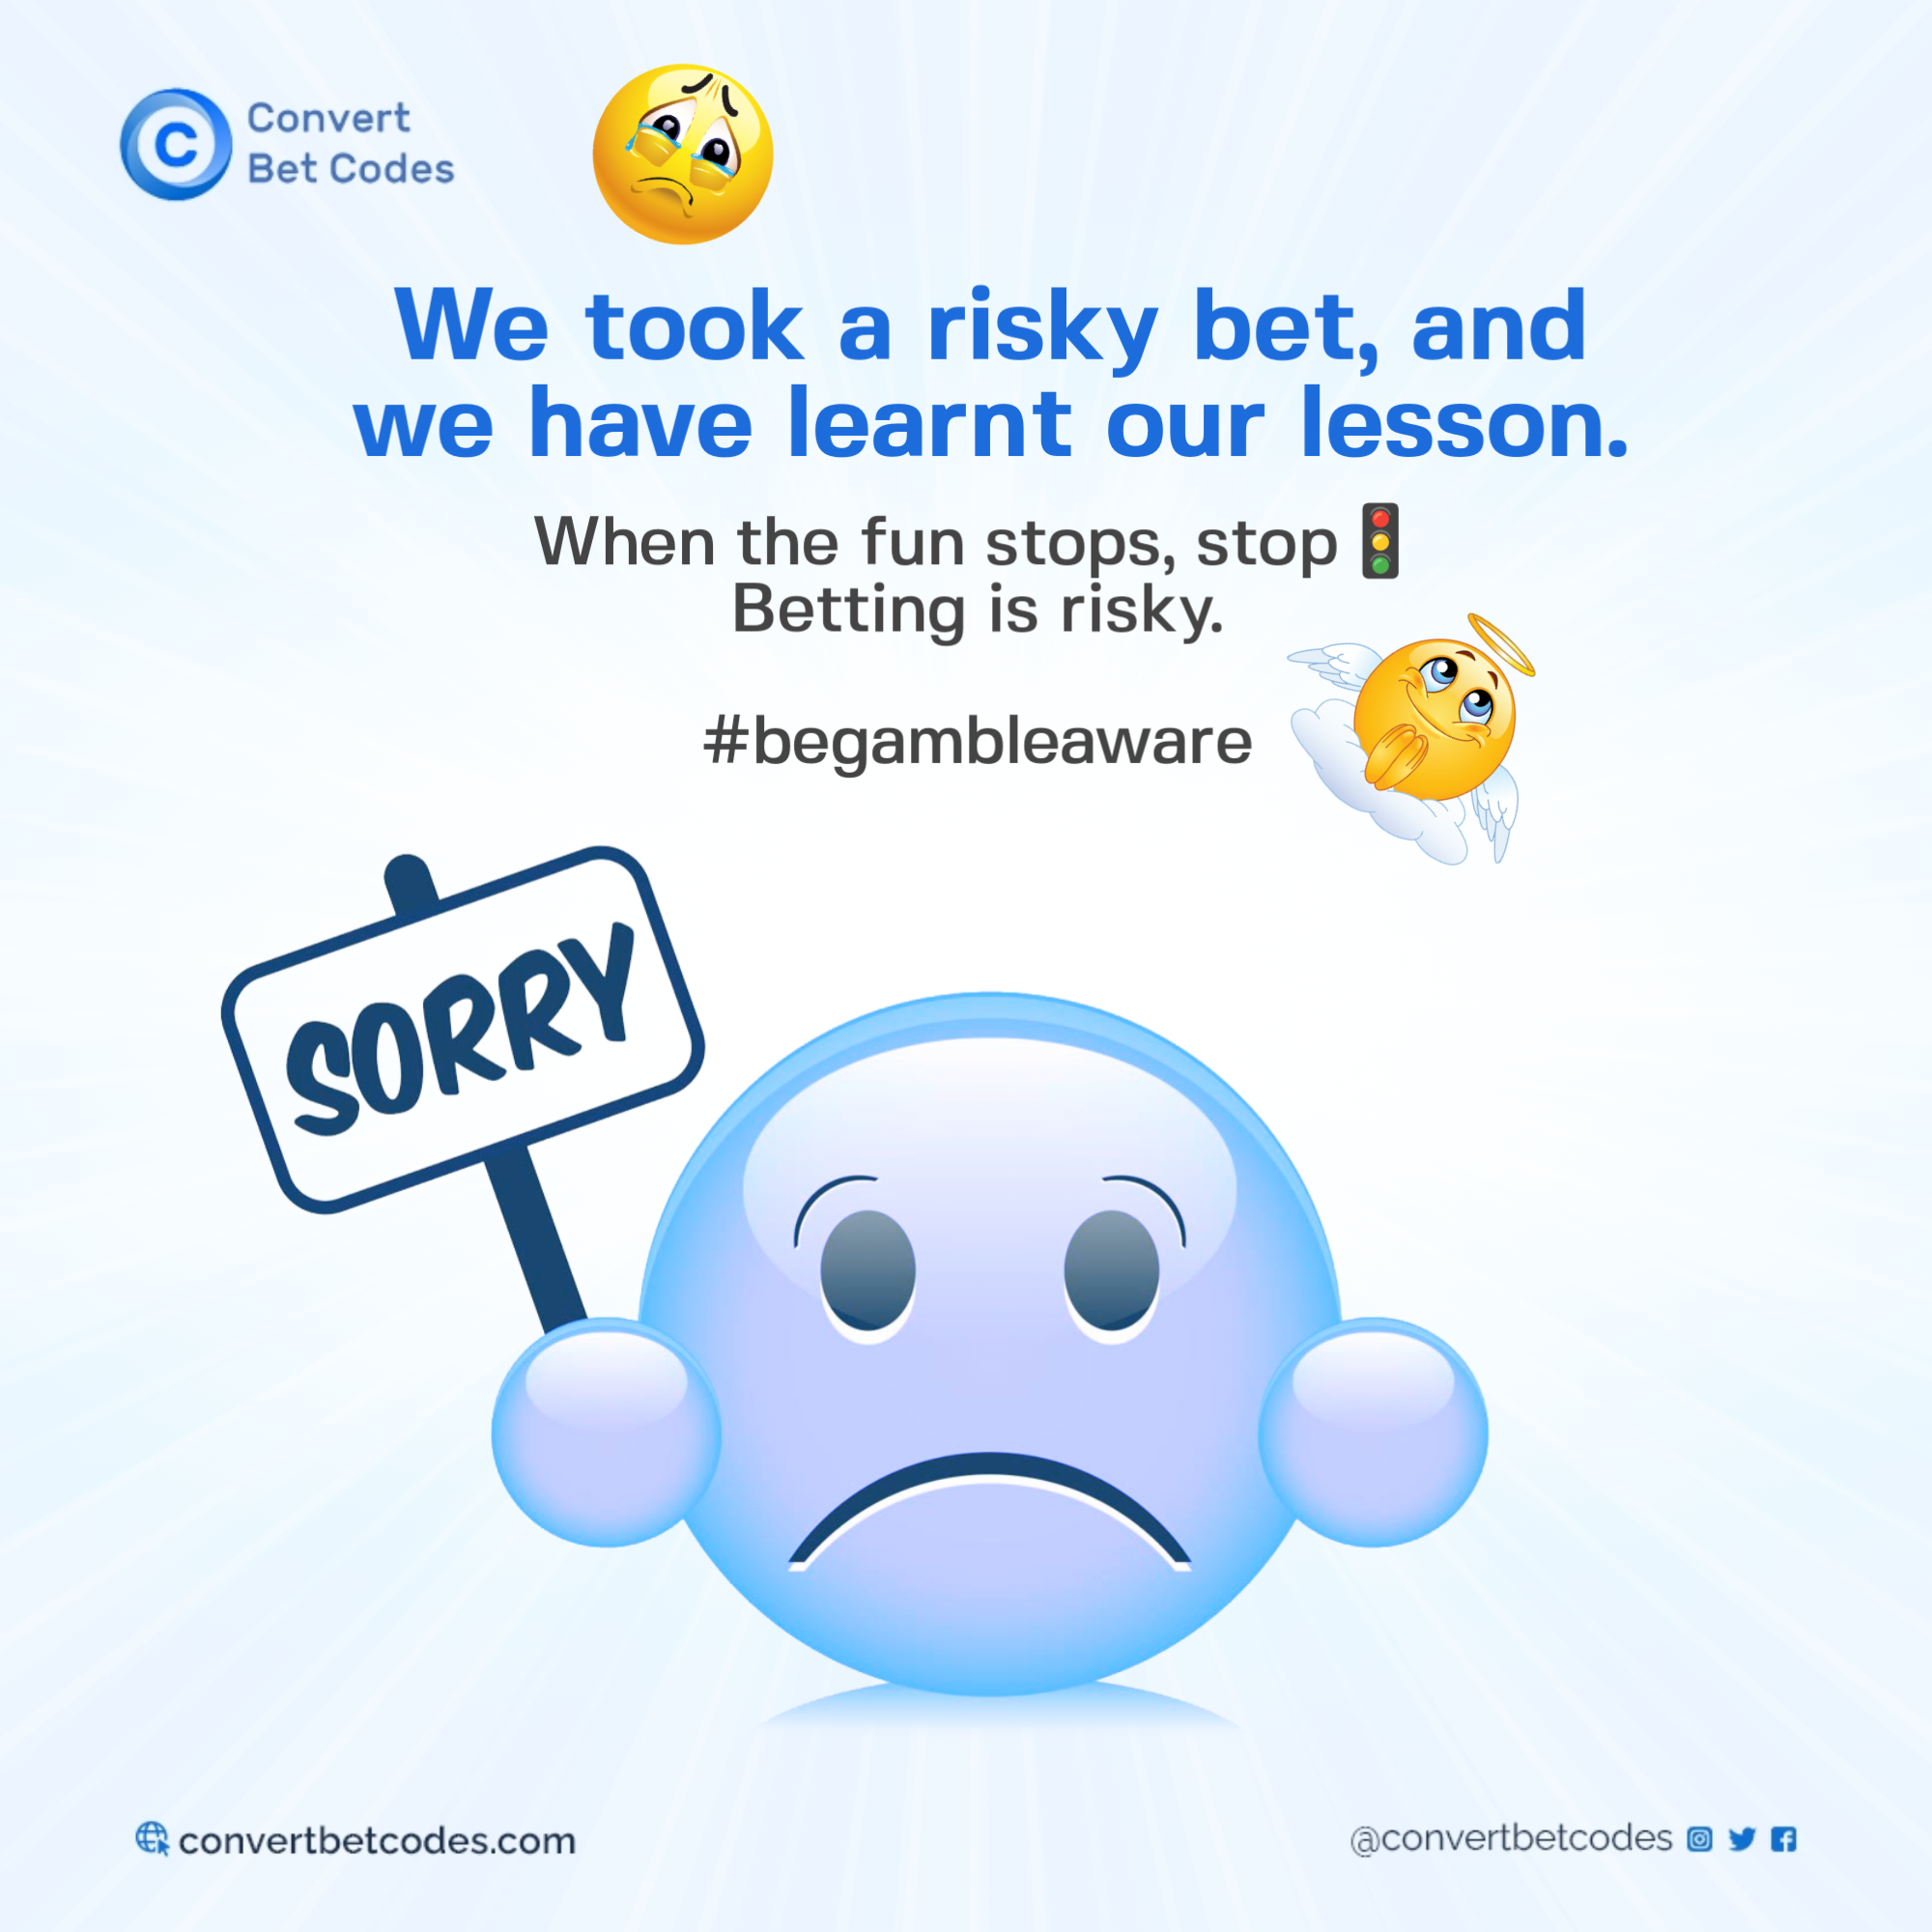 C
Convert
Bet Codes
We took a risky bet, and
we have learnt our lesson.
When the fun stops, stop🚦
Betting is risky.
#begambleaware
SORRY
convertbetcodes.com
@convertbetcodes